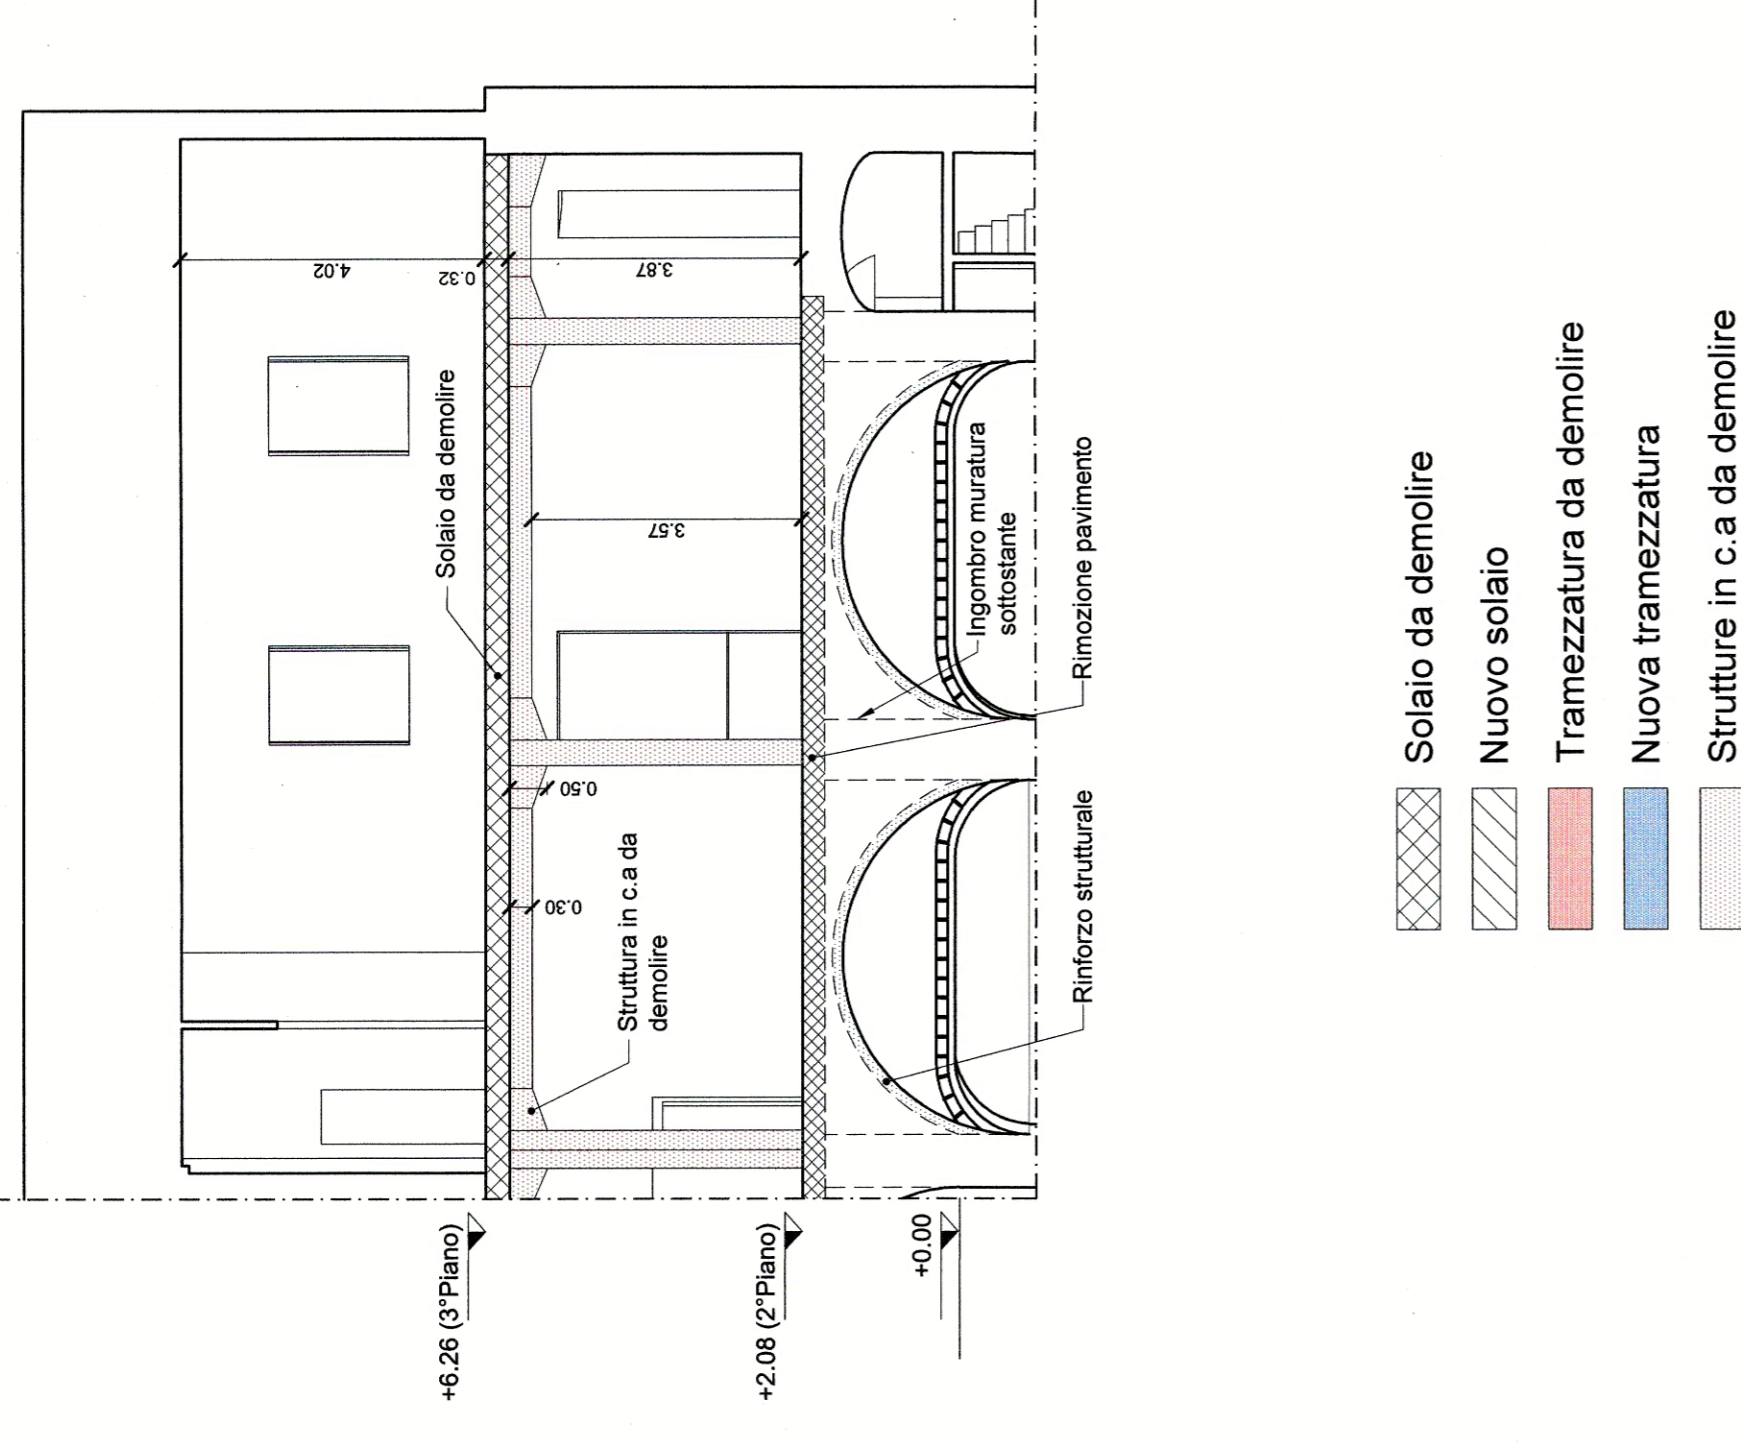 +6.26 (3°Piano)
+2.08 (2°Piano)
+0.00
4.02
0.32
3.87
3.57
0.50
0.30
Solaio da demolire
Struttura in c.a da
demolire
Ingombro muratura
sottostante
Rimozione pavimento
Rinforzo strutturale
Solaio da demolire
Nuovo solaio
Tramezzatura da demolire
Nuova tramezzatura
Strutture in c.a da demolire